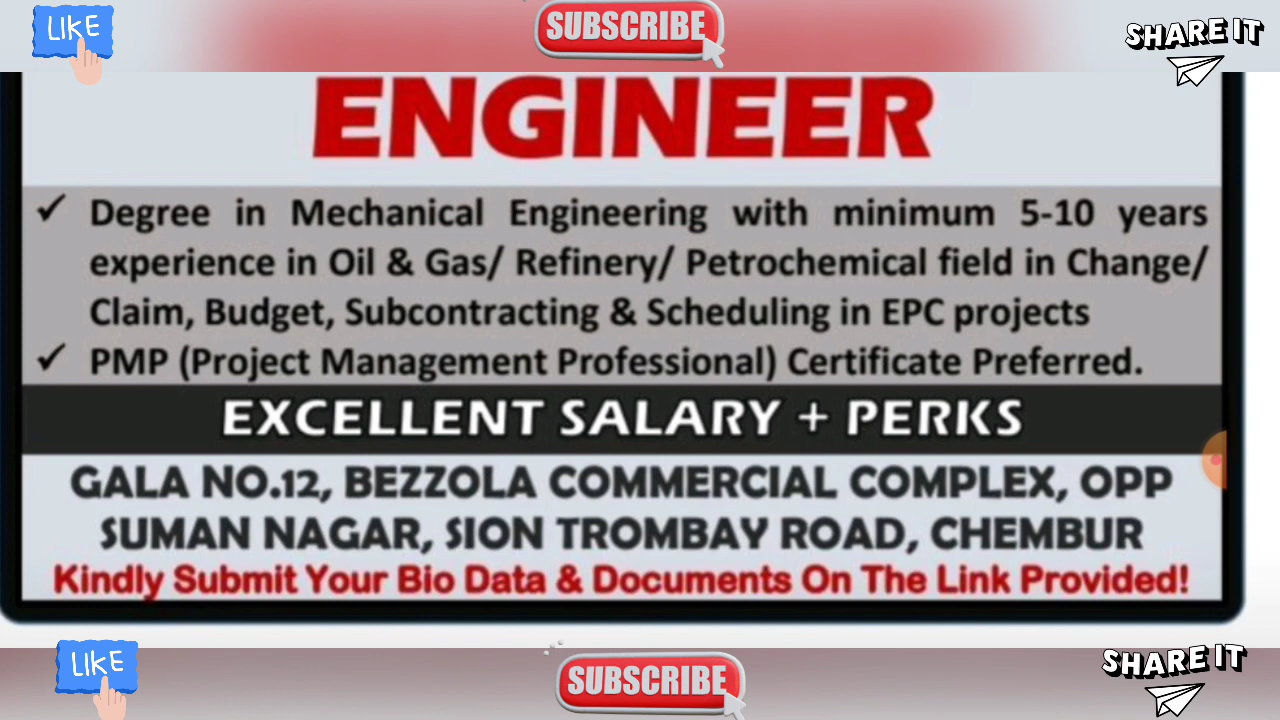 LIKE
SUBSCRIBE
SHARE IT
ENGINEER
✓ Degree in Mechanical Engineering with minimum 5-10 years
experience in Oil & Gas/ Refinery/ Petrochemical field in Change/
Claim, Budget, Subcontracting & Scheduling in EPC projects
✓ PMP (Project Management Professional) Certificate Preferred.
EXCELLENT SALARY + PERKS
GALA NO.12, BEZZOLA COMMERCIAL COMPLEX, OPP
SUMAN NAGAR, SION TROMBAY ROAD, CHEMBUR
Kindly Submit Your Bio Data & Documents On The Link Provided!
LIKE
SUBSCRIBE
SHARE IT